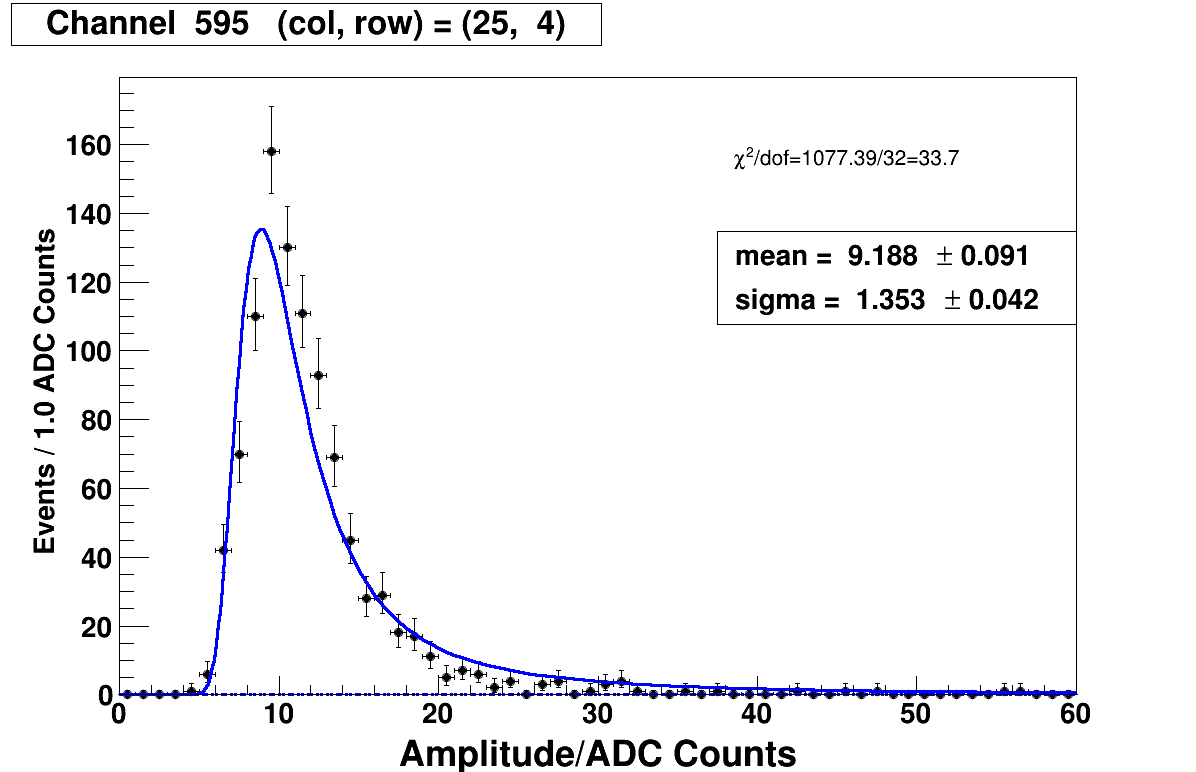 Channel 595 (col, row) = (25, 4)
χ²/dof=1077.39/32=33.7
mean = 9.188 ± 0.091
sigma = 1.353 ± 0.042
Events / 1.0 ADC Counts
160
140
120
100
80
60
40
20
0
0 10 20 30 40 50 60
Amplitude/ADC Counts